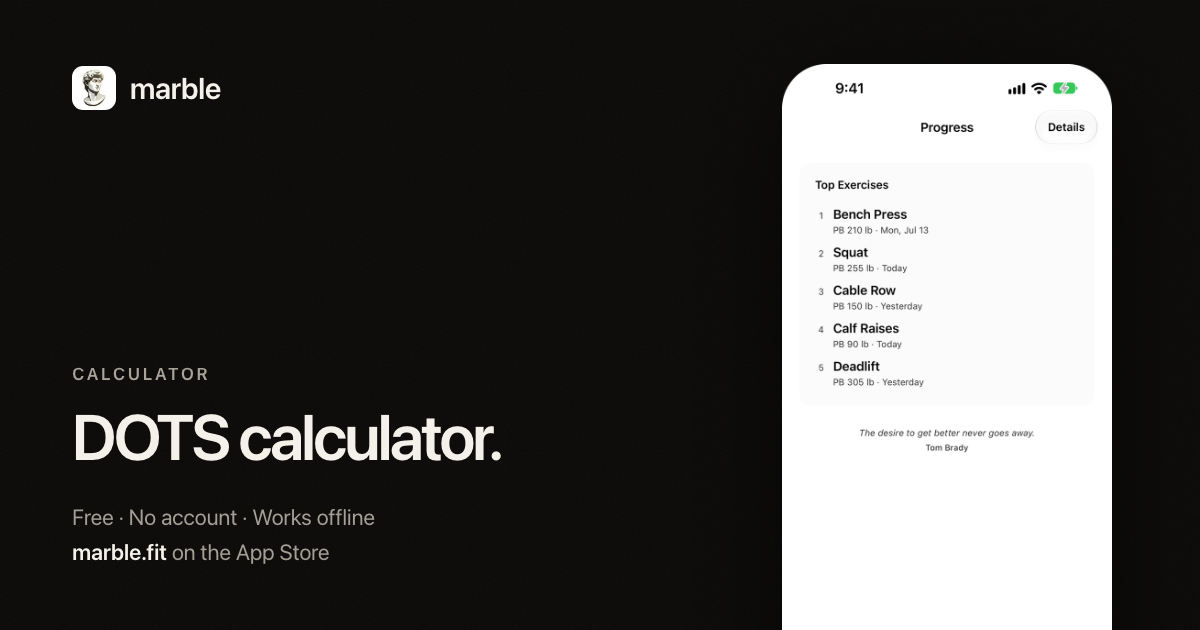 marble
CALCULATOR
DOTS calculator.
Free · No account · Works offline
marble.fit on the App Store
9:41
Progress
Details
Top Exercises
1 Bench Press
PB 210 lb · Mon, Jul 13
2 Squat
PB 255 lb · Today
3 Cable Row
PB 150 lb · Yesterday
4 Calf Raises
PB 90 lb · Today
5 Deadlift
PB 305 lb · Yesterday
The desire to get better never goes away.
Tom Brady